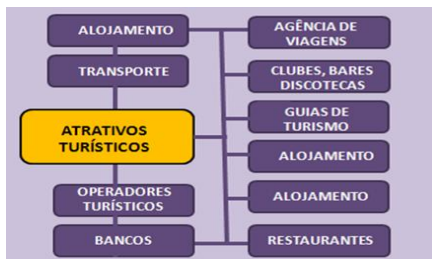 ALOJAMENTO
TRANSPORTE
ATRATIVOS
TURÍSTICOS
OPERADORES
TURÍSTICOS
BANCOS
AGÊNCIA DE
VIAGENS
CLUBES, BARES
DISCOTECAS
GUIAS DE
TURISMO
ALOJAMENTO
ALOJAMENTO
RESTAURANTES